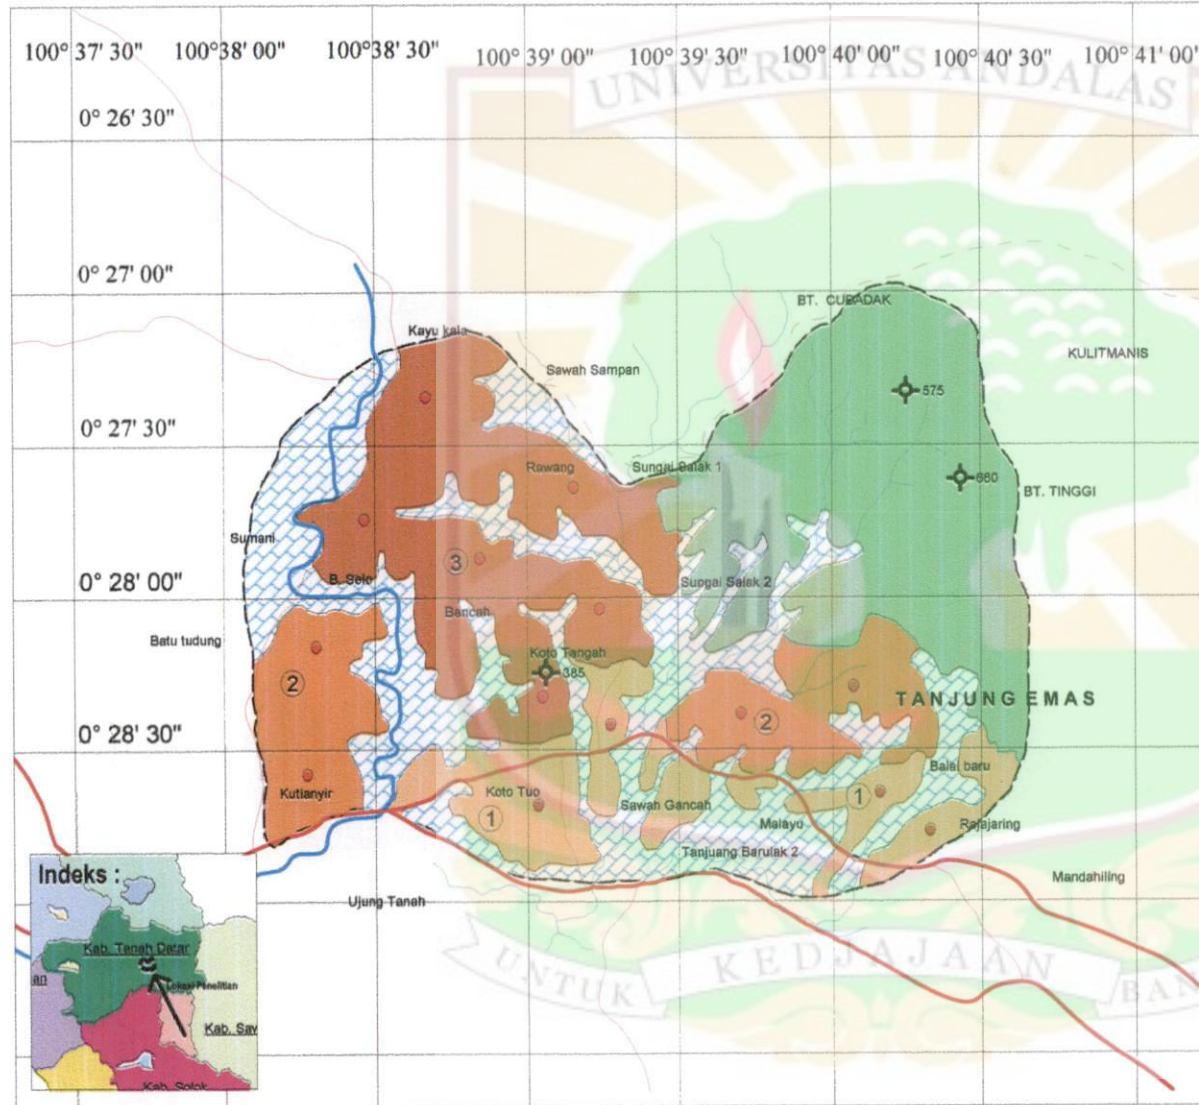 100°37' 30"
100°38' 00"
100°38' 30"
100°39' 00"
100°39' 30"
100°40' 00"
100°40' 30"
100°41' 00"
UNIVERSITAS ANDALAS
0° 26' 30"
0° 27' 00"
BT. CUBADAK
Kayu kala
KULITMANIS
Sawah Sampan
575
0° 27' 30"
Rawang
Sungai Salak 1
660
BT. TINGGI
Sumani
3
0° 28' 00"
B. Selo
Sungai Salak 2
Bancah
Batu tudung
Koto Tangah
385
2
TANJUNG EMAS
2
0° 28' 30"
Balai baru
Kutianyir
Koto Tuo
1
Sawah Gancah
1
Malayu
Rajajaring
Tanjuang Barulak 2
Indeks :
Mandahiling
Ujung Tanah
Kab. Tanah Datar
an
Lokasi Penelitian
Kab. Saw
Kab. Solok
UNTUK KEDJAJAAN BAN